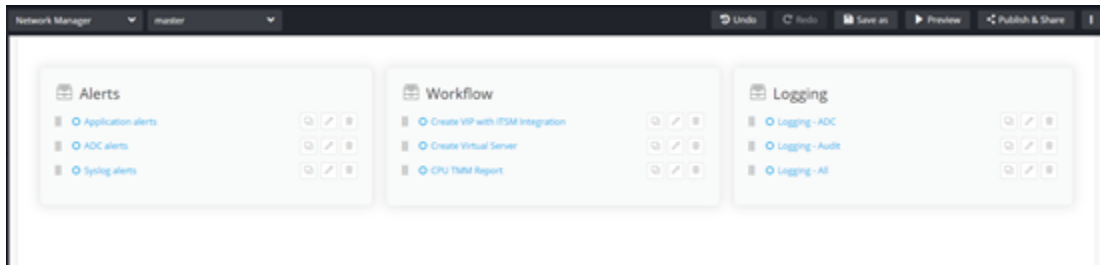 Network Manager master Undo Redo Save as Preview Publish & Share
Alerts
Application alerts
ADC alerts
Syslog alerts
Workflow
Create VIP with ITSM Integration
Create Virtual Server
CPU TMM Report
Logging
Logging - ADC
Logging - Audit
Logging - All